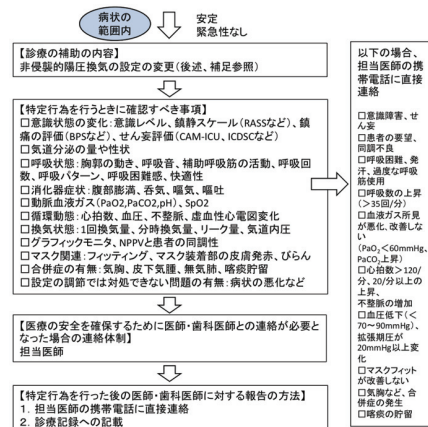 病状の
範囲内
安定
緊急性なし
【診療の補助の内容】
非侵襲的陽圧換気の設定の変更(後述、補足参照)
【特定行為を行うときに確認すべき事項】
□意識状態の変化:意識レベル、鎮静スケール(RASSなど)、鎮
痛の評価(BPSなど)、せん妄評価(CAM-ICU、ICDSCなど)
□気道分泌の量や性状
□呼吸状態:胸郭の動き、呼吸音、補助呼吸筋の活動、呼吸回
数、呼吸パターン、呼吸困難感、快適性
□消化器症状:腹部膨満、呑気、嘔気、嘔吐
□動脈血液ガス(PaO2,PaCO2,pH)、SpO2
□循環動態:心拍数、血圧、不整脈、虚血性心電図変化
□換気状態:1回換気量、分時換気量、リーク量、気道内圧
□グラフィックモニタ、NPPVと患者の同調性
□マスク関連:フィッティング、マスク装着部の皮膚発赤、びらん
□合併症の有無:気胸、皮下気腫、無気肺、喀痰貯留
□設定の調節では対処できない問題の有無:病状の悪化など
【医療の安全を確保するために医師・歯科医師との連絡が必要と
なった場合の連絡体制】
担当医師
【特定行為を行った後の医師・歯科医師に対する報告の方法】
1. 担当医師の携帯電話に直接連絡
2. 診療記録への記載
以下の場合、
担当医師の携
帯電話に直接
連絡
□意識障害、せ
ん妄
□患者の要望、
同調不良
□呼吸困難、発
汗、過度な呼吸
筋使用
□呼吸数の上昇
(>35回/分)
□血液ガス所見
が悪化、改善し
ない
(PaO₂<60mmHg、
PaCO₂上昇)
□心拍数>120/
分、20/分以上の
上昇、
不整脈の増加
□血圧低下(<
70~90mmHg)、
拡張期圧が
20mmHg以上変
化
□マスクフィット
が改善しない
□気胸など、合
併症の発生
□喀痰の貯留